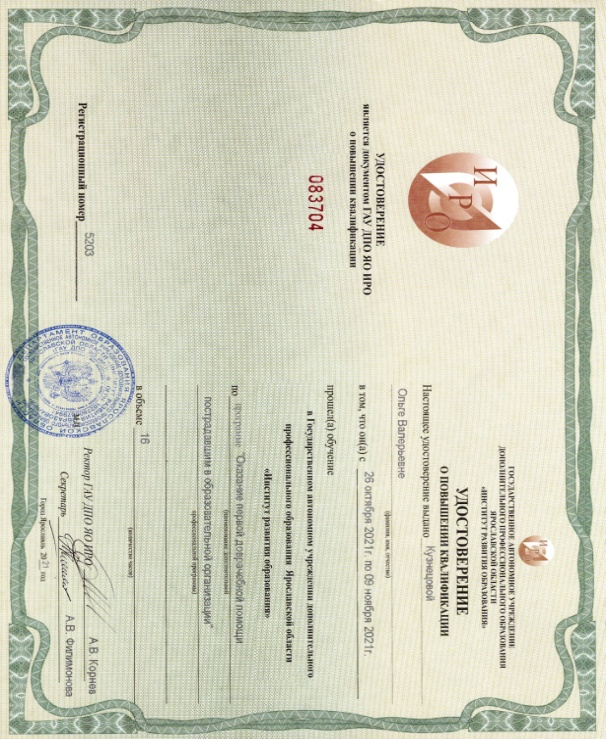 ИРО
УДОСТОВЕРЕНИЕ
является документом ГАУ ДПО ЯО ИРО
о повышении квалификации
083704
Регистрационный номер 5203
ГОСУДАРСТВЕННОЕ АВТОНОМНОЕ УЧРЕЖДЕНИЕ
ДОПОЛНИТЕЛЬНОГО ПРОФЕССИОНАЛЬНОГО ОБРАЗОВАНИЯ
ЯРОСЛАВСКОЙ ОБЛАСТИ
«ИНСТИТУТ РАЗВИТИЯ ОБРАЗОВАНИЯ»
УДОСТОВЕРЕНИЕ
О ПОВЫШЕНИИ КВАЛИФИКАЦИИ
Настоящее удостоверение выдано Кузнецовой
(фамилия, имя, отчество)
Ольге Валерьевне
в том, что он(а) с 26 октября 2021г. по 09 ноября 2021г.
прошел(а) обучение
в Государственном автономном учреждении дополнительного
профессионального образования Ярославской области
«Институт развития образования»
по программе "Оказание первой доврачебной помощи
(наименование дополнительной
пострадавшим в образовательной организации"
профессиональной программы)
в объеме 16
(количество часов)
Ректор ГАУ ДПО ЯО ИРО А.В. Корнев
Секретарь А.В. Филимонова
Город Ярославль 2021 год